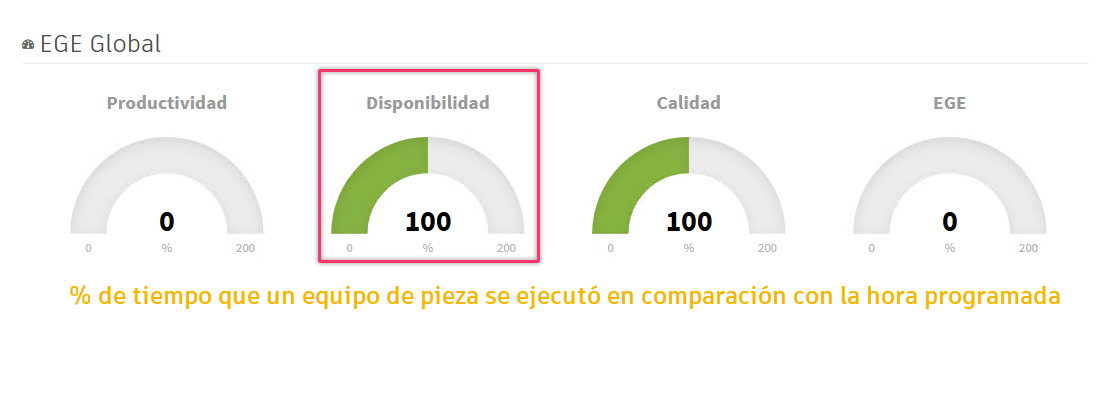 EGE Global
Productividad Disponibilidad Calidad EGE
0 100 100 0
0 % 200 0 % 200 0 % 200 0 % 200
% de tiempo que un equipo de pieza se ejecutó en comparación con la hora programada